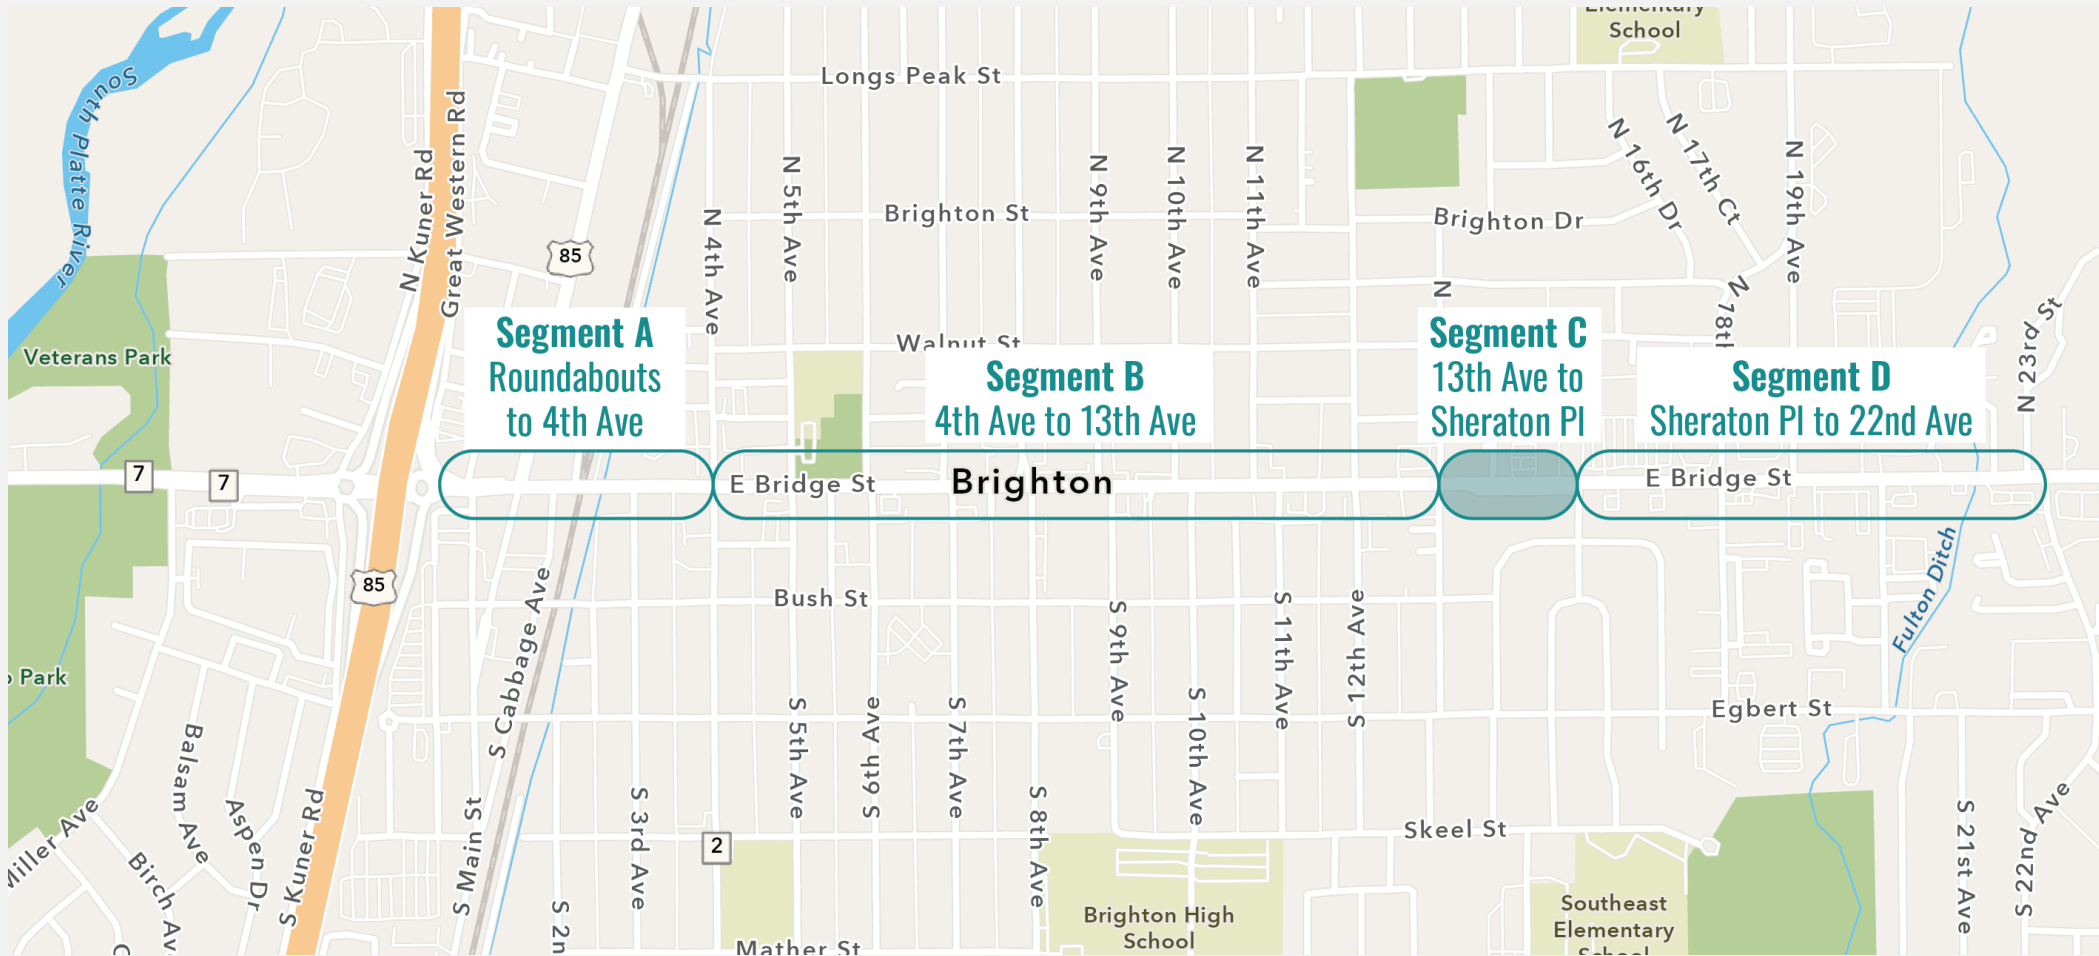 Elementary
School
Longs Peak St
South Platte River
N Kuner Rd
Great Western Rd
85
N 4th Ave
N 5th Ave
Brighton St
N 9th Ave
N 10th Ave
N 11th Ave
Brighton Dr
N 16th Dr
N 17th Ct
N 19th Ave
N
N 18th
N 23rd St
Veterans Park
Walnut St
Segment A
Roundabouts
to 4th Ave
Segment B
4th Ave to 13th Ave
Segment C
13th Ave to
Sheraton Pl
Segment D
Sheraton Pl to 22nd Ave
7
7
E Bridge St
Brighton
E Bridge St
85
Bush St
Fulton Ditch
S Cabbage Ave
S 9th Ave
S 11th Ave
S 12th Ave
Park
Egbert St
Balsam Ave
Aspen Dr
Birch Av
Miller Ave
S Kuner Rd
S Main St
S 2n
S 3rd Ave
2
S 5th Ave
S 6th Ave
S 7th Ave
S 8th Ave
S 10th Ave
Skeel St
S 21st Ave
S 22nd Ave
Brighton High
School
Southeast
Elementary
School
Mather St